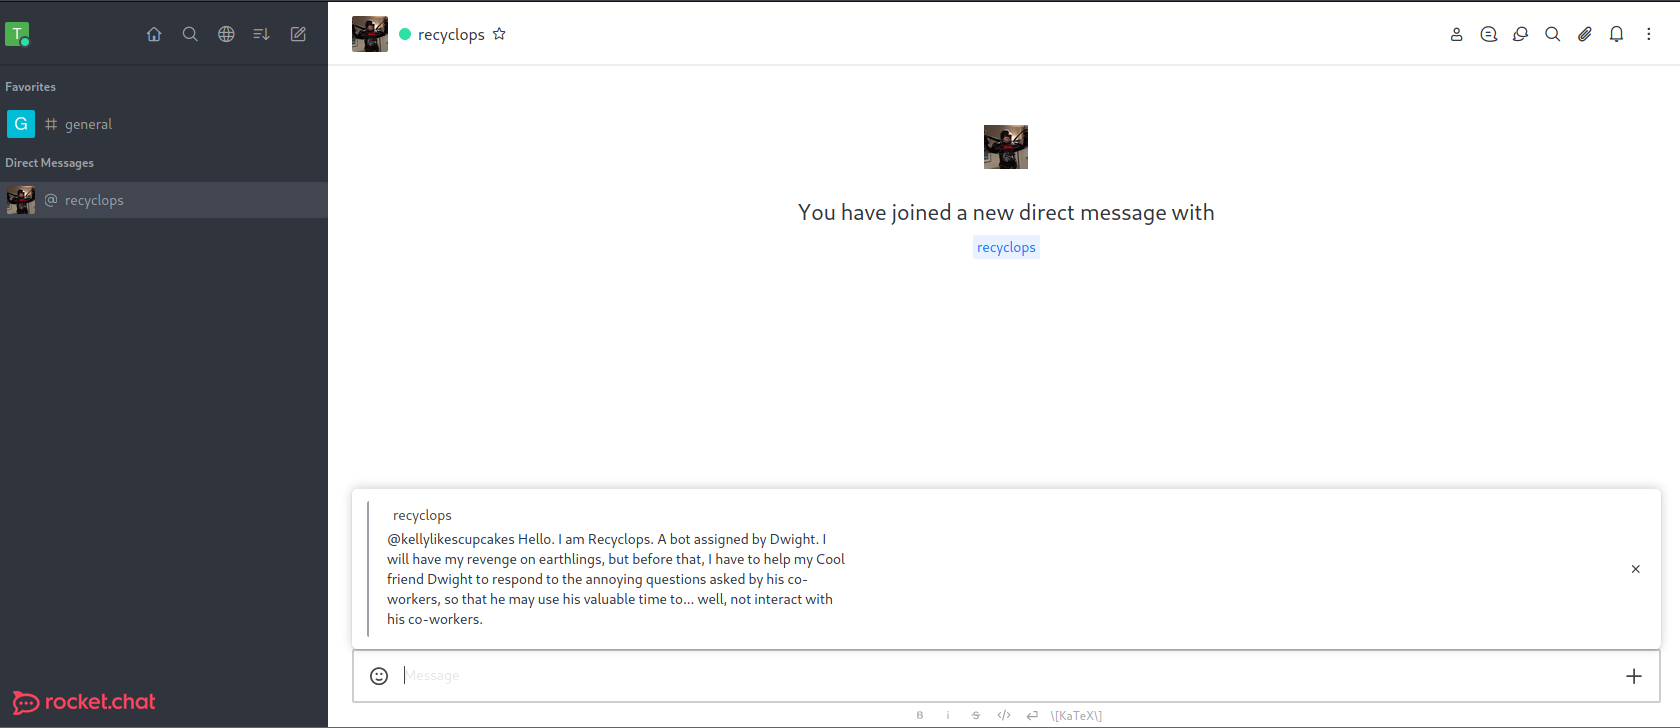 T
Favorites
G # general
Direct Messages
@ recyclops
rocket.chat
recyclops
You have joined a new direct message with
recyclops
recyclops
@kellylikescupcakes Hello. I am Recyclops. A bot assigned by Dwight. I
will have my revenge on earthlings, but before that, I have to help my Cool
friend Dwight to respond to the annoying questions asked by his co-
workers, so that he may use his valuable time to... well, not interact with
his co-workers.
Message
B i S </> \[KaTeX\]